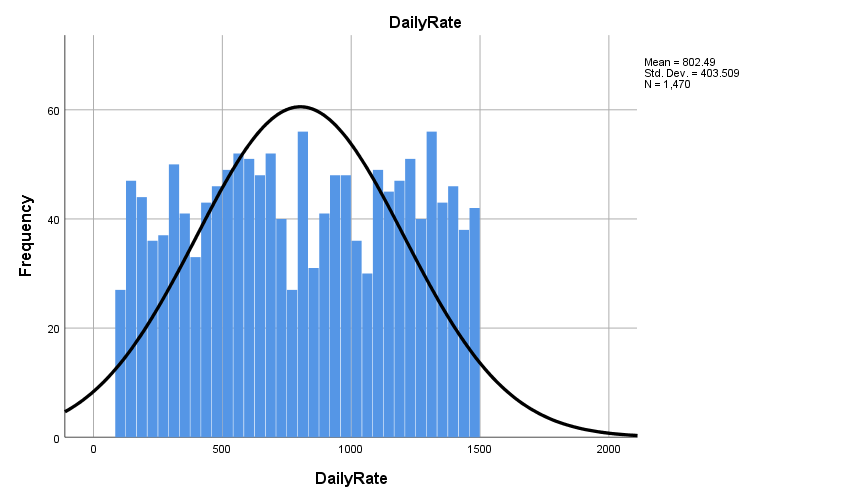 DailyRate
Mean = 802.49
Std. Dev. = 403.509
N = 1,470
Frequency
60
40
20
0
0 500 1000 1500 2000
DailyRate